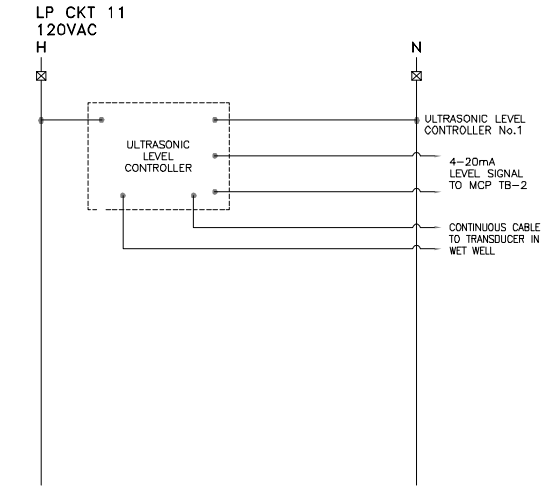 LP CKT 11
120VAC
H
N
ULTRASONIC LEVEL
CONTROLLER No.1
ULTRASONIC
LEVEL
CONTROLLER
4-20mA
LEVEL SIGNAL
TO MCP TB-2
CONTINUOUS CABLE
TO TRANSDUCER IN
WET WELL